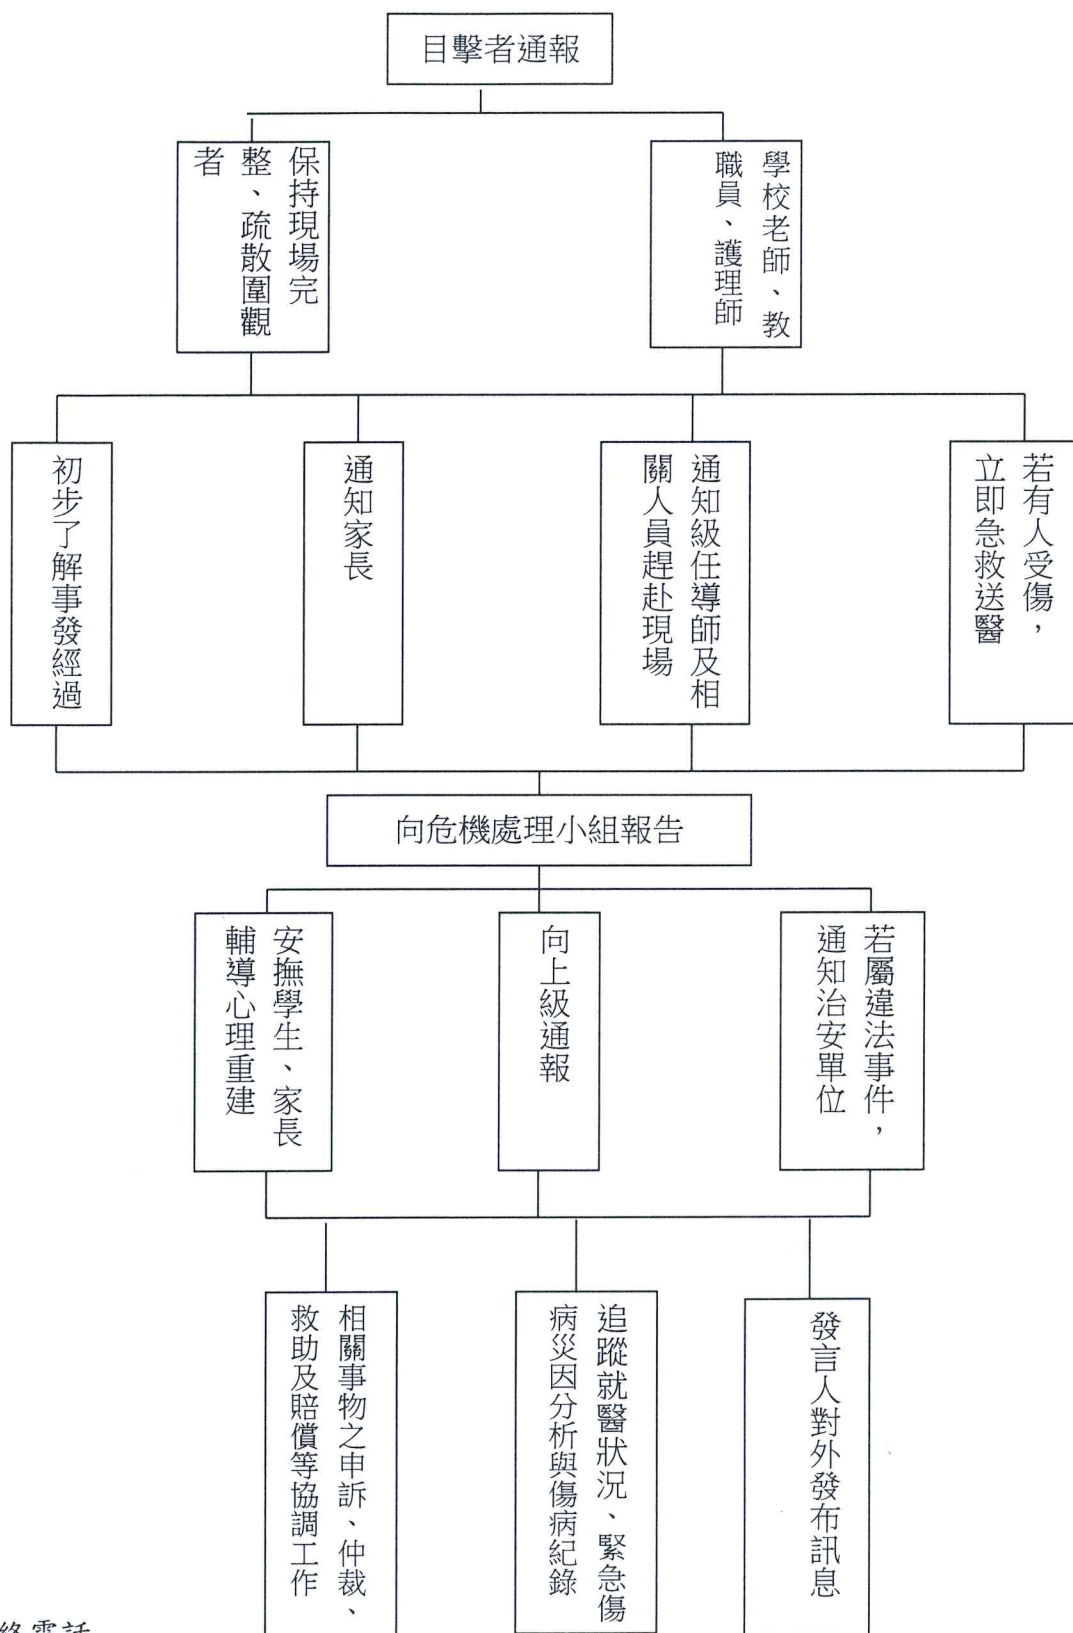 目擊者通報
學校老師、教
職員、護理師
保持現場完
整、疏散圍觀
者
若有人受傷，
立即急救送醫
通知級任導師及相
關人員趕赴現場
通知家長
初步了解事發經過
向危機處理小組報告
若屬違法事件，
通知治安單位
向上級通報
安撫學生、家長
輔導心理重建
發言人對外發布訊息
追蹤就醫狀況、緊急傷
病災因分析與傷病紀錄
相關事物之申訴、仲裁、
救助及賠償等協調工作
絡電話